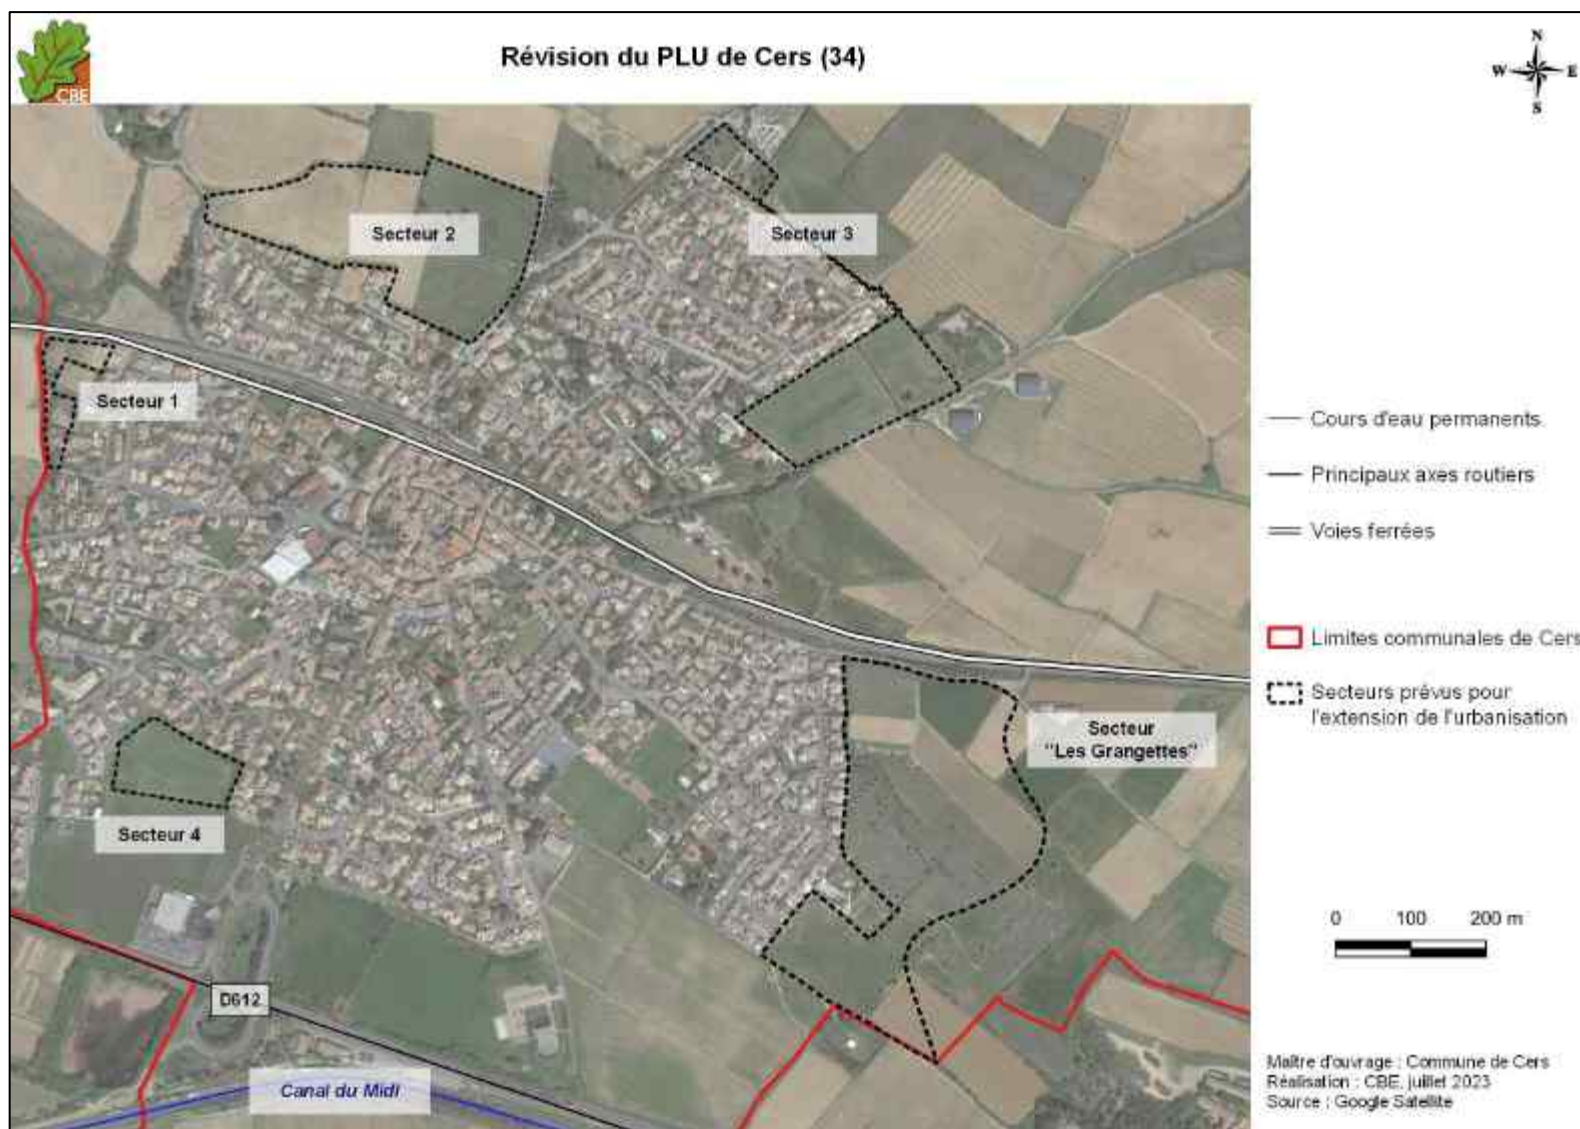 CBE
Révision du PLU de Cers (34)
N
W E
S
Secteur 2
Secteur 3
Secteur 1
Secteur 4
Secteur
"Les Grangettes"
D612
Canal du Midi
Cours d'eau permanents
Principaux axes routiers
Voies ferrées
Limites communales de Cers
Secteurs prévus pour
l'extension de l'urbanisation
0 100 200 m
Maître d'ouvrage : Commune de Cers
Réalisation : CBE, juillet 2023
Source : Google Satellite